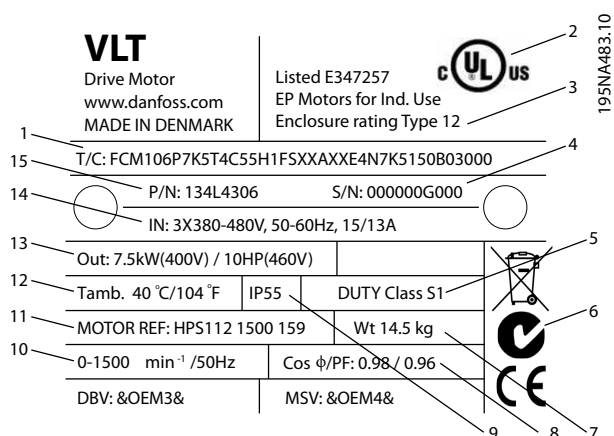 VLT
Drive Motor
www.danfoss.com
MADE IN DENMARK
Listed E347257
EP Motors for Ind. Use
Enclosure rating Type 12
C UL US
195NA483.10
2
3
1
T/C: FCM106P7K5T4C55H1FSXXAXXE4N7K5150B03000
4
15
P/N: 134L4306 S/N: 000000G000
14
IN: 3X380-480V, 50-60Hz, 15/13A
13
Out: 7.5kW(400V) / 10HP(460V)
5
12
Tamb. 40 °C/104 °F IP55 DUTY Class S1
11
MOTOR REF: HPS112 1500 159 Wt 14.5 kg
6
10
0-1500 min⁻¹ /50Hz Cos ϕ/PF: 0.98 / 0.96
CE
DBV: &OEM3& MSV: &OEM4&
9 8 7